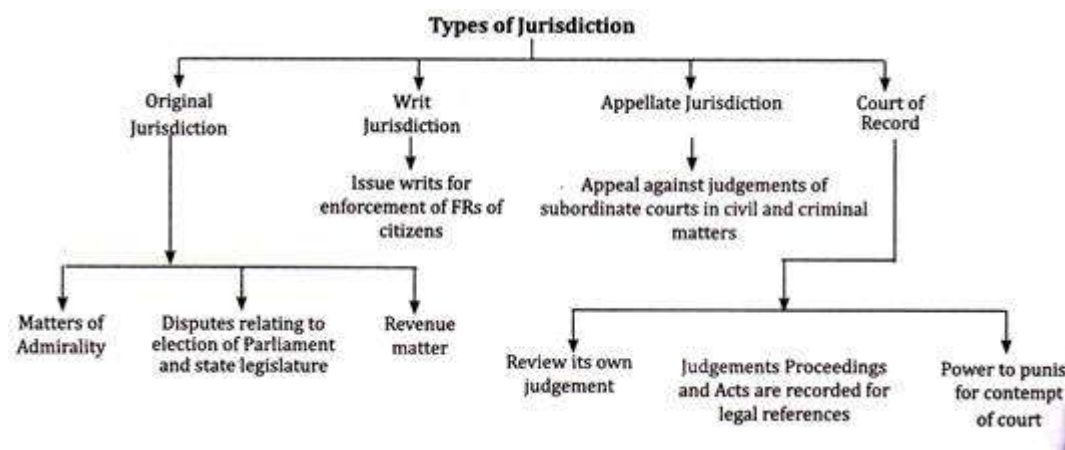 Types of Jurisdiction
Original
Jurisdiction
Writ
Jurisdiction
Appellate Jurisdiction
Court of
Record
Issue writs for
enforcement of FRs of
citizens
Appeal against judgements of
subordinate courts in civil and criminal
matters
Matters of
Admirality
Disputes relating to
election of Parliament
and state legislature
Revenue
matter
Review its own
judgement
Judgements Proceedings
and Acts are recorded for
legal references
Power to punis
for contempt
of court